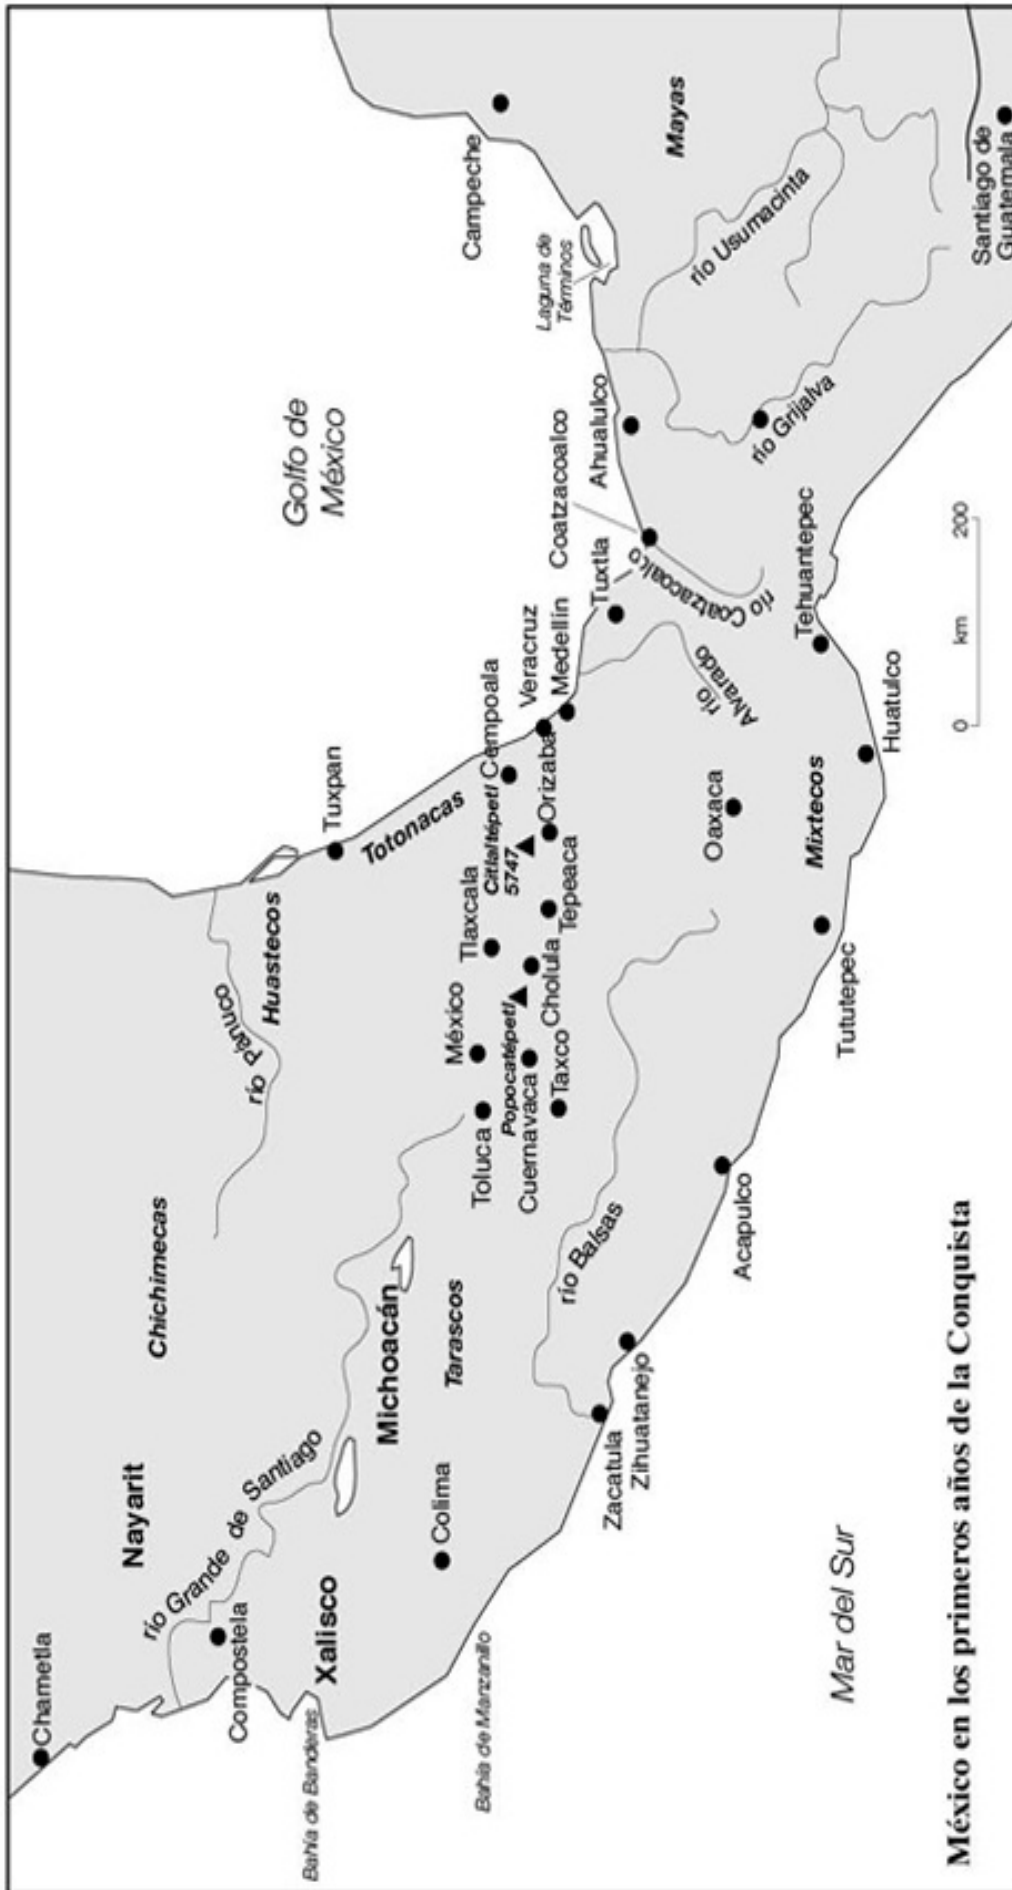 Chametla
Nayarit
río Grande de Santiago
Compostela
Xalisco
Bahía de Banderas
Bahía de Manzanillo
Colima
Chichimecas
Michoacán
Tarascos
río Pánuco
Huastecos
Tuxpan
Totonacas
Golfo de
México
Toluca
México
Tlaxcala
Popocatépetl
Cuernavaca
Taxco
Cholula
Tepeaca
Citlaltépetl
5747
Cempoala
Orizaba
Veracruz
Medellín
Tuxtla
Coatzacoalco
Ahualulco
Laguna de
Términos
Campeche
Mayas
río Usumacinta
río Grijalva
río Coatzacoalco
río
Alvarado
río Balsas
Zacatula
Zihuatanejo
Acapulco
Oaxaca
Mixtecos
Tututepec
Huatulco
Tehuantepec
Santiago de
Guatemala
Mar del Sur
0 km 200
México en los primeros años de la Conquista